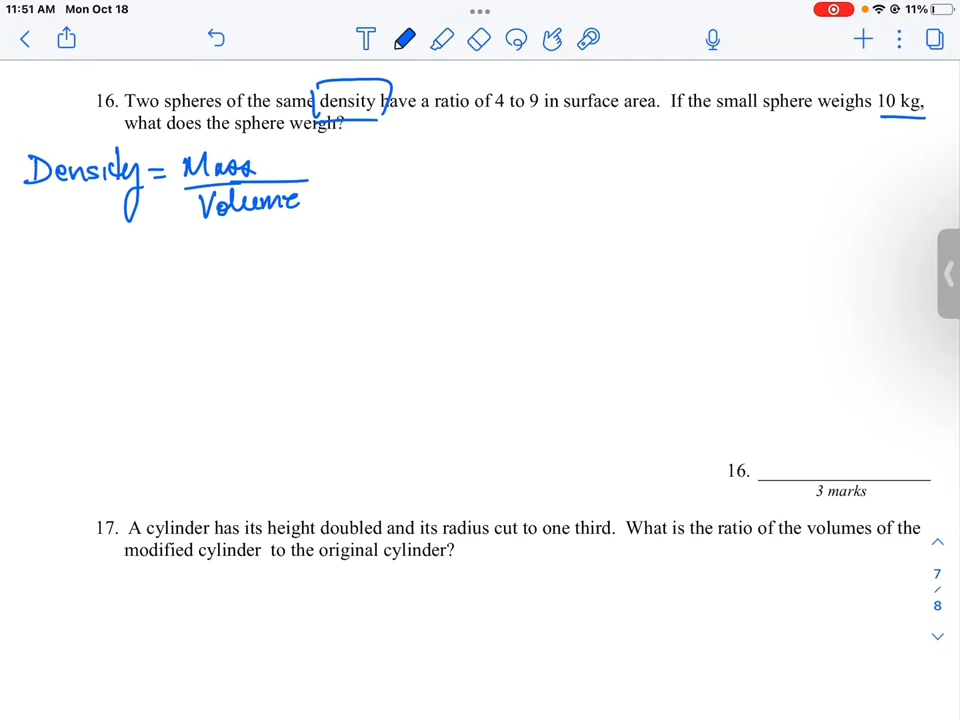 11:51 AM Mon Oct 18
11%
T
16. Two spheres of the same density have a ratio of 4 to 9 in surface area. If the small sphere weighs 10 kg,
what does the sphere weigh?
Density = Mass
Volume
16.
3 marks
17. A cylinder has its height doubled and its radius cut to one third. What is the ratio of the volumes of the
modified cylinder to the original cylinder?
7
/
8